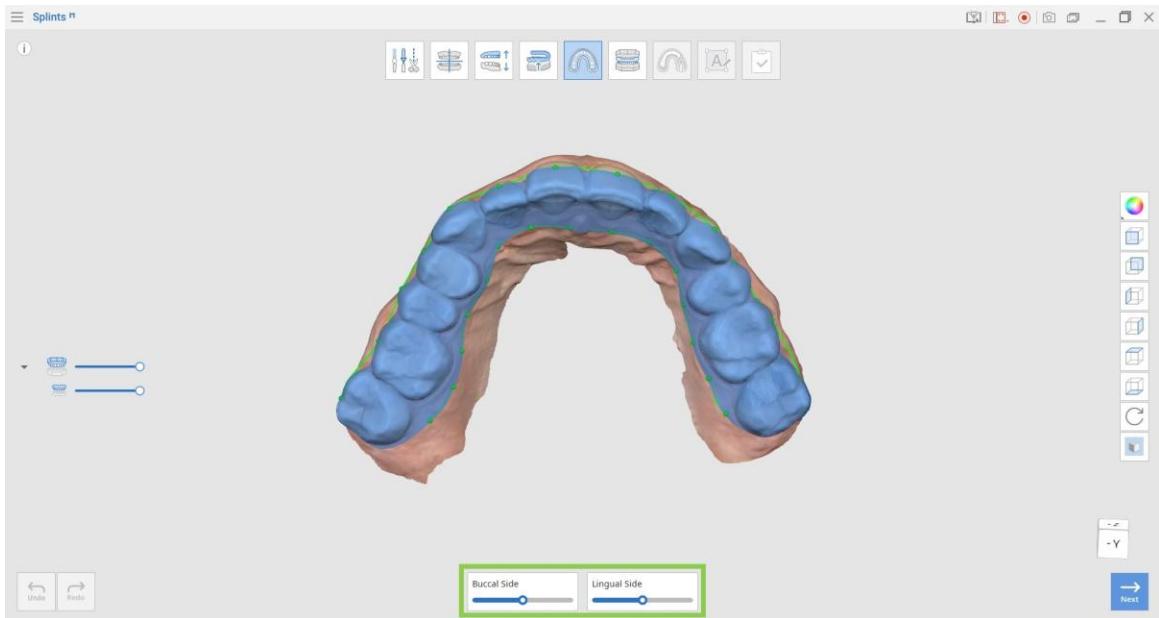 Splints
i
A
Buccal Side
Lingual Side
- Z
- Y
Undo
Redo
Next